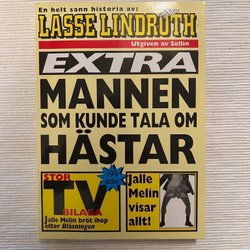 En helt sann historia av:
LASSE LINDROTH
Utgiven av Sellin
EXTRA
MANNEN
SOM KUNDE TALA OM
HÄSTAR
STOR
TV
BILAGA
Jalle Melin bröt ihop
efter Blåsningen
Jalle
Melin
visar
allt!